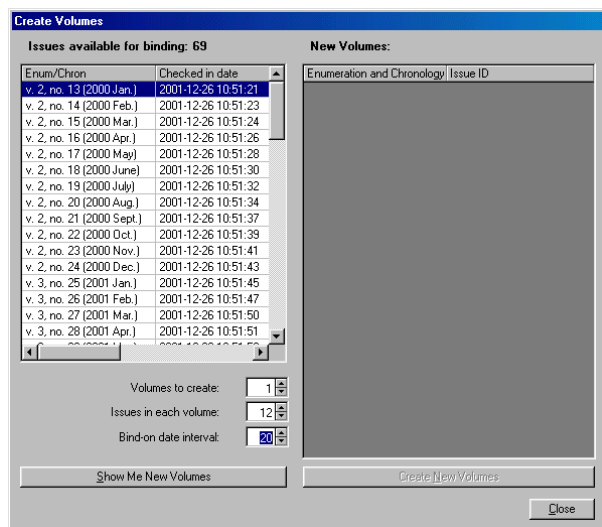 Create Volumes
Issues available for binding: 69
New Volumes:
Enum/Chron Checked in date
Enumeration and Chronology Issue ID
v. 2, no. 13 (2000 Jan.) 2001-12-26 10:51:21
v. 2, no. 14 (2000 Feb.) 2001-12-26 10:51:23
v. 2, no. 15 (2000 Mar.) 2001-12-26 10:51:24
v. 2, no. 16 (2000 Apr.) 2001-12-26 10:51:26
v. 2, no. 17 (2000 May) 2001-12-26 10:51:28
v. 2, no. 18 (2000 June) 2001-12-26 10:51:30
v. 2, no. 19 (2000 July) 2001-12-26 10:51:32
v. 2, no. 20 (2000 Aug.) 2001-12-26 10:51:34
v. 2, no. 21 (2000 Sept.) 2001-12-26 10:51:37
v. 2, no. 22 (2000 Oct.) 2001-12-26 10:51:39
v. 2, no. 23 (2000 Nov.) 2001-12-26 10:51:41
v. 2, no. 24 (2000 Dec.) 2001-12-26 10:51:43
v. 3, no. 25 (2001 Jan.) 2001-12-26 10:51:45
v. 3, no. 26 (2001 Feb.) 2001-12-26 10:51:47
v. 3, no. 27 (2001 Mar.) 2001-12-26 10:51:50
v. 3, no. 28 (2001 Apr.) 2001-12-26 10:51:51
Volumes to create: 1
Issues in each volume: 12
Bind-on date interval: 20
Show Me New Volumes
Create New Volumes
Close